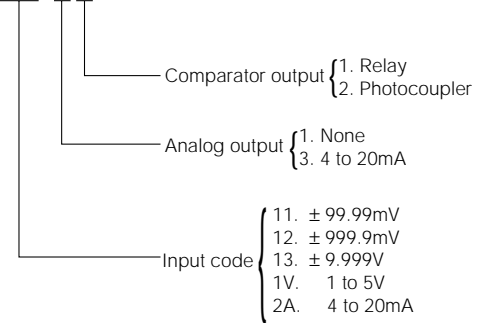 Comparator output { 1. Relay
2. Photocoupler
Analog output { 1. None
3. 4 to 20mA
Input code { 11. ± 99.99mV
12. ± 999.9mV
13. ± 9.999V
1V. 1 to 5V
2A. 4 to 20mA